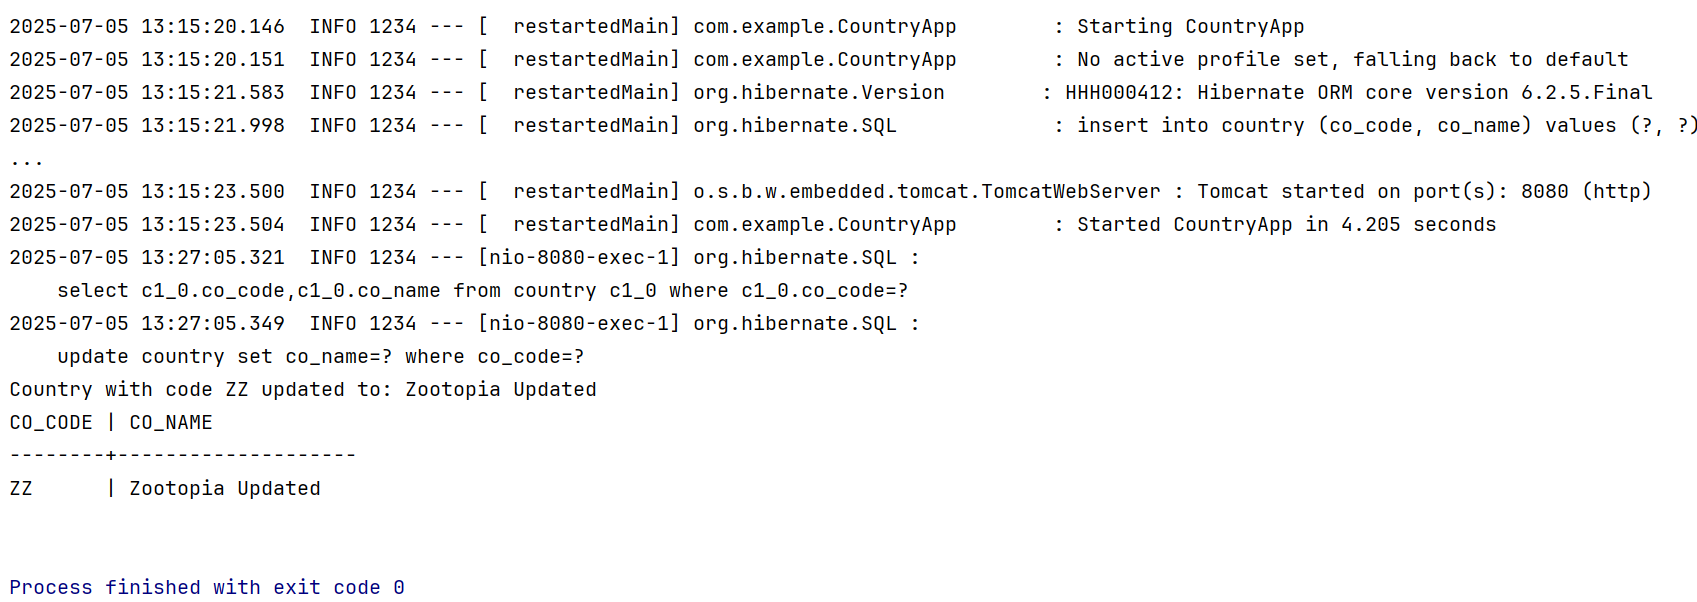 2025-07-05 13:15:20.146  INFO 1234 --- [  restartedMain] com.example.CountryApp        : Starting CountryApp
2025-07-05 13:15:20.151  INFO 1234 --- [  restartedMain] com.example.CountryApp        : No active profile set, falling back to default
2025-07-05 13:15:21.583  INFO 1234 --- [  restartedMain] org.hibernate.Version        : HHH000412: Hibernate ORM core version 6.2.5.Final
2025-07-05 13:15:21.998  INFO 1234 --- [  restartedMain] org.hibernate.SQL             : insert into country (co_code, co_name) values (?, ?)
...
2025-07-05 13:15:23.500  INFO 1234 --- [  restartedMain] o.s.b.w.embedded.tomcat.TomcatWebServer : Tomcat started on port(s): 8080 (http)
2025-07-05 13:15:23.504  INFO 1234 --- [  restartedMain] com.example.CountryApp        : Started CountryApp in 4.205 seconds
2025-07-05 13:27:05.321  INFO 1234 --- [nio-8080-exec-1] org.hibernate.SQL :
    select c1_0.co_code,c1_0.co_name from country c1_0 where c1_0.co_code=?
2025-07-05 13:27:05.349  INFO 1234 --- [nio-8080-exec-1] org.hibernate.SQL :
    update country set co_name=? where co_code=?
Country with code ZZ updated to: Zootopia Updated
CO_CODE | CO_NAME
--------+--------------------
ZZ      | Zootopia Updated
Process finished with exit code 0